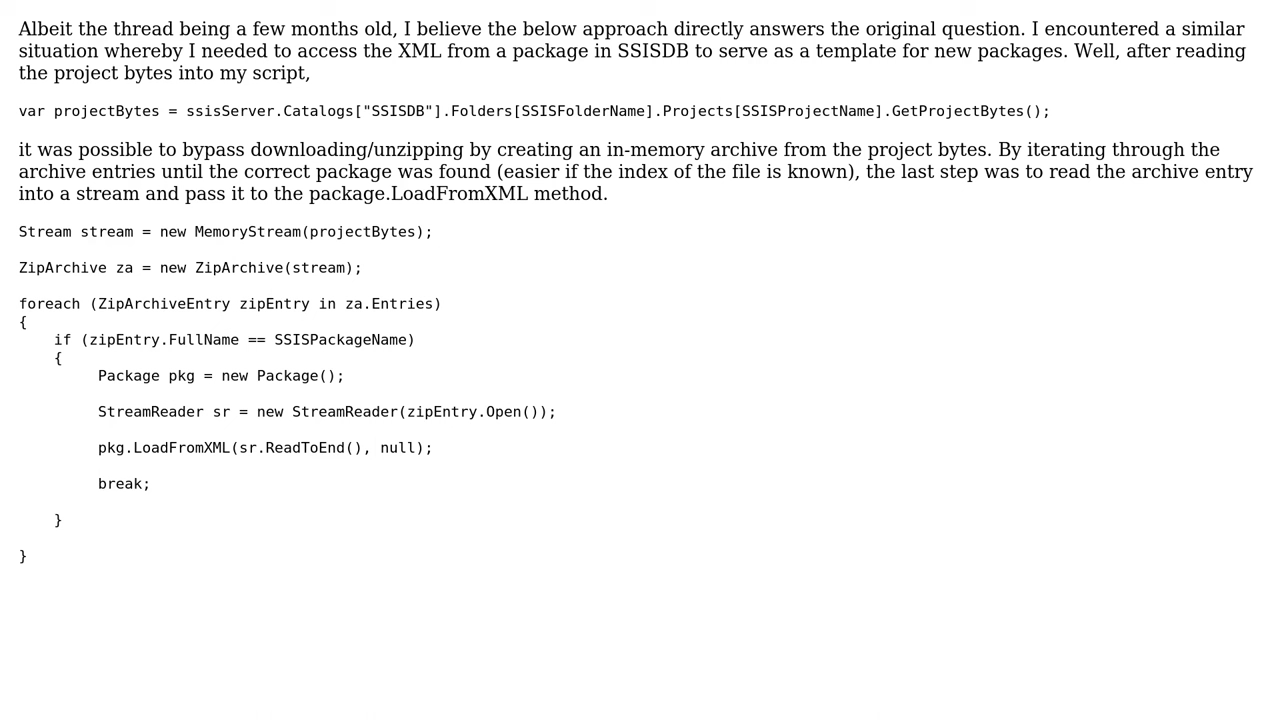 Albeit the thread being a few months old, I believe the below approach directly answers the original question. I encountered a similar
situation whereby I needed to access the XML from a package in SSISDB to serve as a template for new packages. Well, after reading
the project bytes into my script,
var projectBytes = ssisServer.Catalogs["SSISDB"].Folders[SSISFolderName].Projects[SSISProjectName].GetProjectBytes();
it was possible to bypass downloading/unzipping by creating an in-memory archive from the project bytes. By iterating through the
archive entries until the correct package was found (easier if the index of the file is known), the last step was to read the archive entry
into a stream and pass it to the package.LoadFromXML method.
Stream stream = new MemoryStream(projectBytes);
ZipArchive za = new ZipArchive(stream);
foreach (ZipArchiveEntry zipEntry in za.Entries)
{
    if (zipEntry.FullName == SSISPackageName)
    {
         Package pkg = new Package();
         StreamReader sr = new StreamReader(zipEntry.Open());
         pkg.LoadFromXML(sr.ReadToEnd(), null);
         break;
    }
}